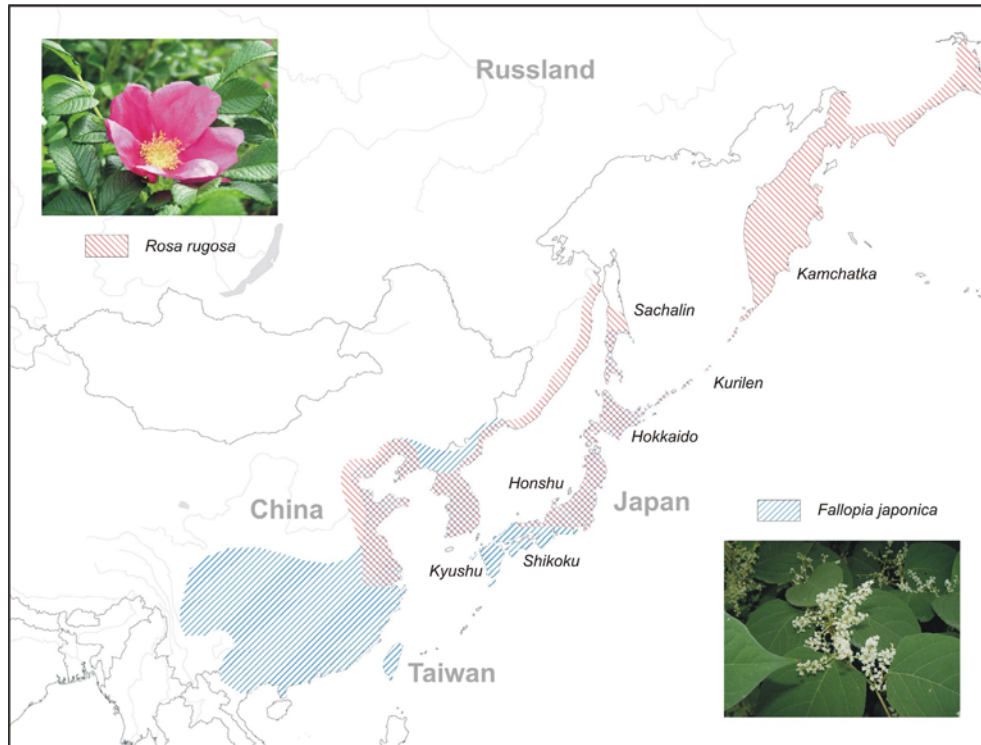 Russland
Rosa rugosa
Kamchatka
Sachalin
Kurilen
Hokkaido
Honshu
Japan
China
Fallopia japonica
Kyushu
Shikoku
Taiwan